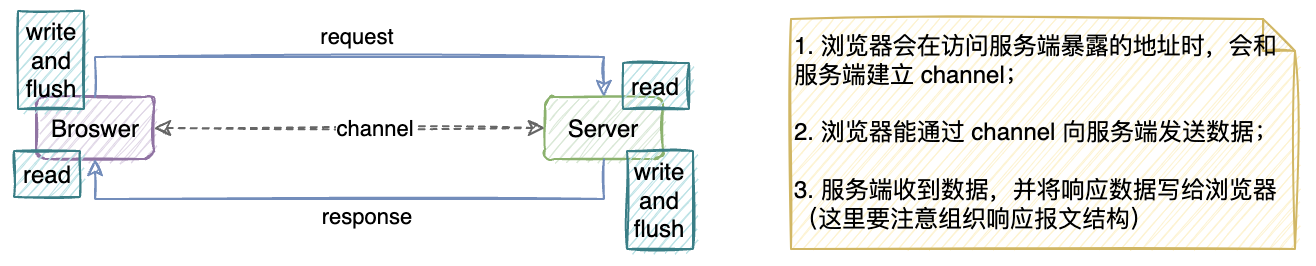 write
and
flush
request
read
Broswer
channel
Server
read
write
and
flush
response
1. 浏览器会在访问服务端暴露的地址时，会和
服务端建立 channel；
2. 浏览器能通过 channel 向服务端发送数据；
3. 服务端收到数据，并将响应数据写给浏览器
（这里要注意组织响应报文结构）